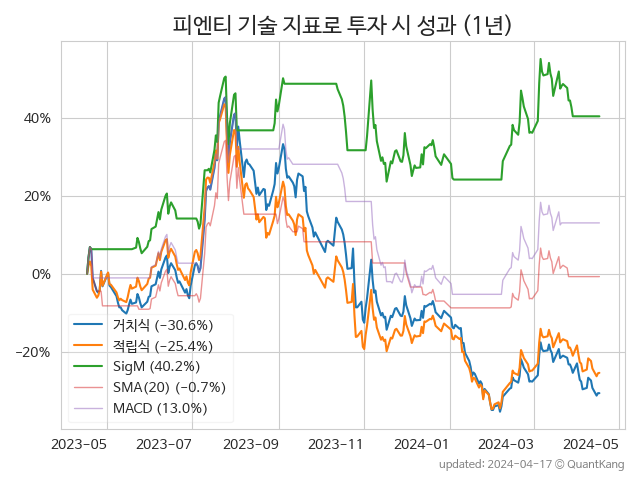 피엔티 기술 지표로 투자 시 성과 (1년)
40%
20%
0%
−20%
거치식 (−30.6%)
적립식 (−25.4%)
SigM (40.2%)
SMA(20) (−0.7%)
MACD (13.0%)
2023-05
2023-07
2023-09
2023-11
2024-01
2024-03
2024-05
updated: 2024-04-17 © QuantKang